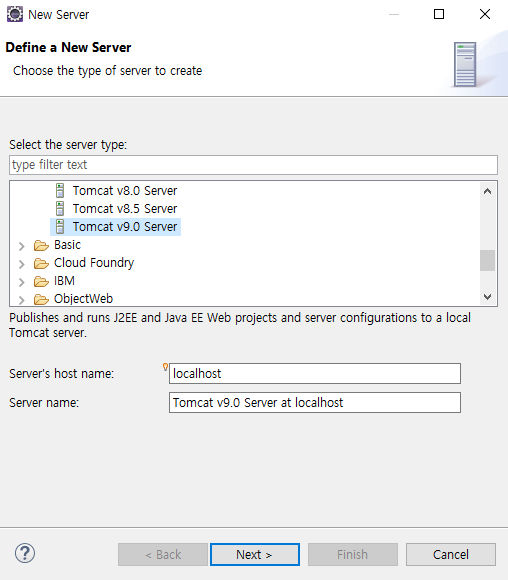 New Server
Define a New Server
Choose the type of server to create
Select the server type:
type filter text
Tomcat v8.0 Server
Tomcat v8.5 Server
Tomcat v9.0 Server
Basic
Cloud Foundry
IBM
ObjectWeb
Publishes and runs J2EE and Java EE Web projects and server configurations to a local
Tomcat server.
Server's host name: localhost
Server name: Tomcat v9.0 Server at localhost
? < Back Next > Finish Cancel